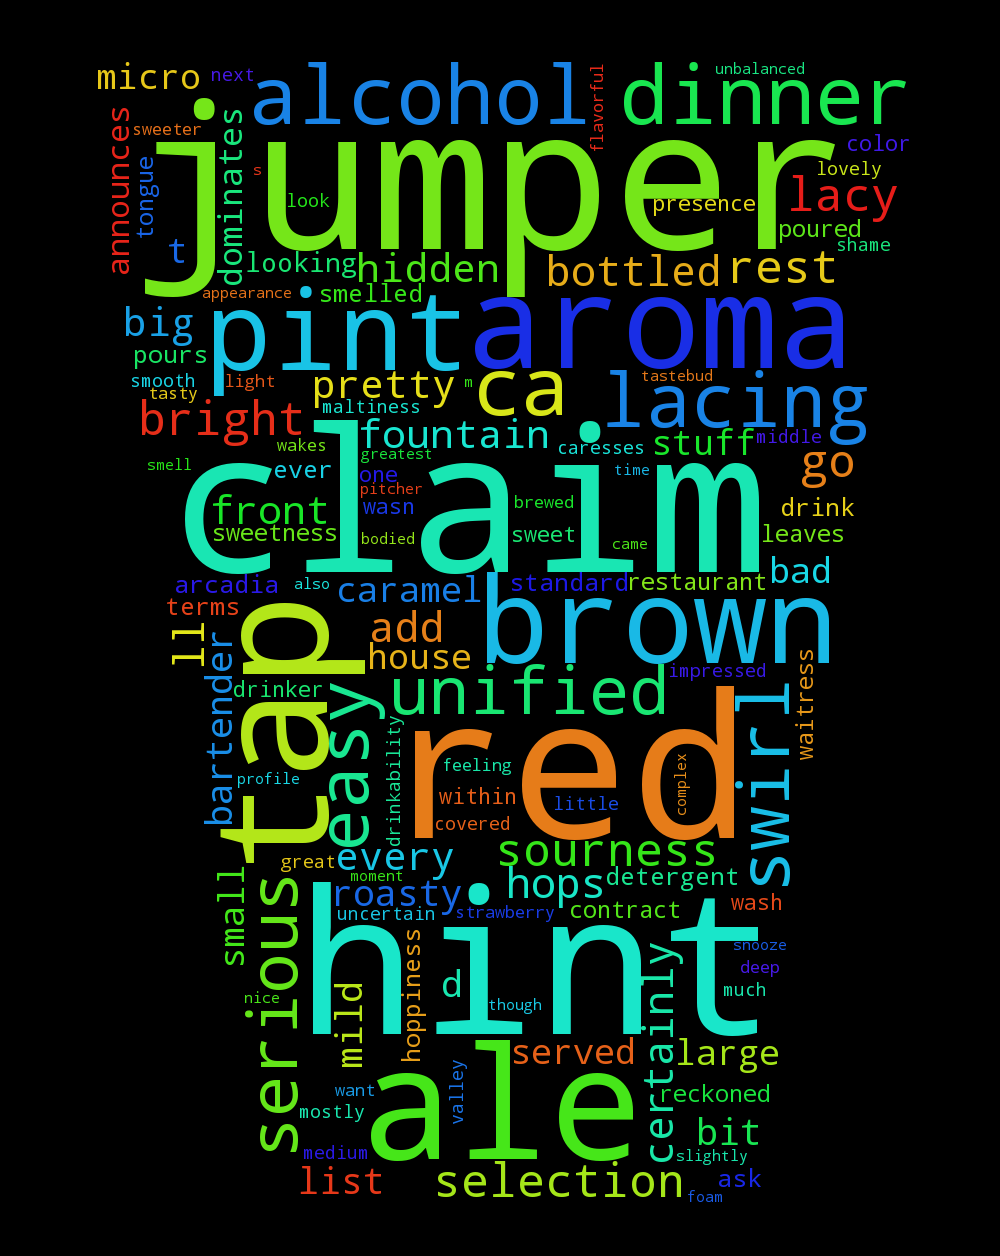 micro
next
alcohol
flavorful
dinner
unbalanced
announces
sweeter
tongue
dominates
jumper
s
look
color
lovely
presence
lacy
poured
shame
t
looking
hidden
bottled
rest
appearance
smelled
big
pint
aroma
pours
smooth
tasty
light
pretty
m
ca
tastebud
lacing
bright
maltiness
fountain
caresses
stuff
middle
go
wakes
greatest
smell
ever
one
time
pitcher
claim
drink
front
wasn
brewed
sweetness
bodied
sweet
came
leaves
arcadia
also
caramel
standard
restaurant
bad
terms
ll
tap
add
brown
house
bartender
drinker
easy
unified
impressed
waitress
swirl
profile
drinkability
red
feeling
within
little
complex
covered
great
every
sourness
moment
small
serious
roasty
hops
detergent
uncertain
strawberry
contract
wash
hint
snooze
deep
nice
mild
hoppiness
d
though
certainly
much
served
large
want
valley
ale
reckoned
mostly
bit
medium
slightly
list
selection
ask
foam